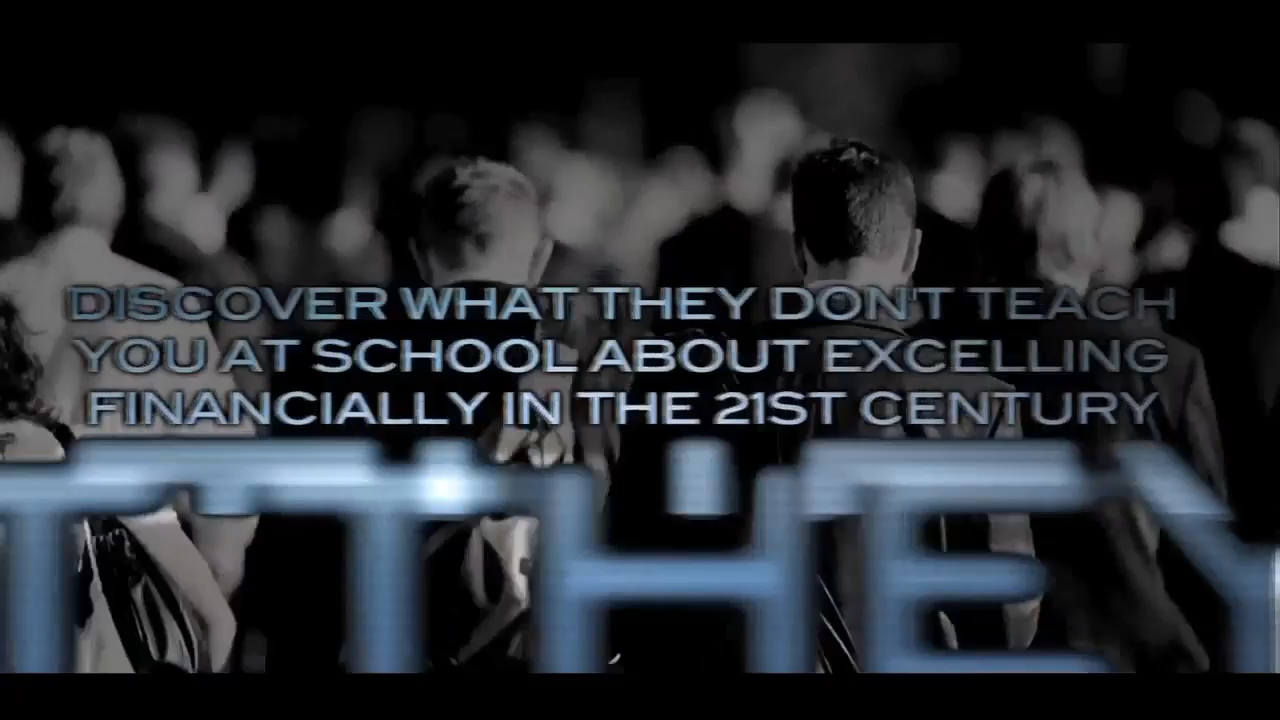 DISCOVER WHAT THEY DON'T TEACH
YOU AT SCHOOL ABOUT EXCELLING
FINANCIALLY IN THE 21ST CENTURY
T THEY